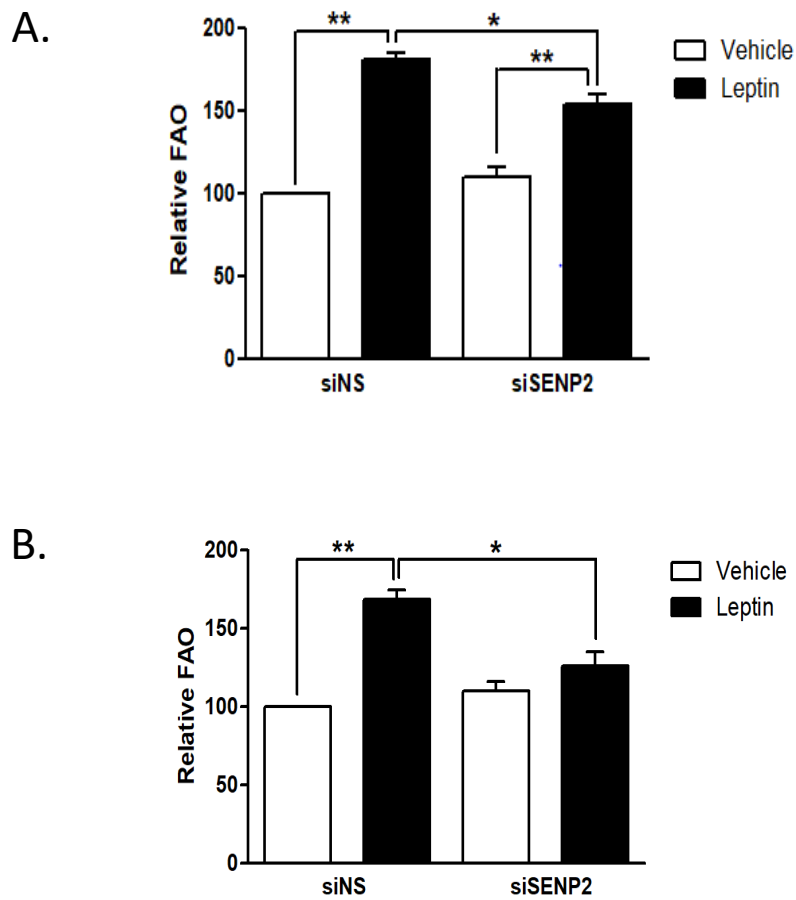 A.
200
150
100
50
0
Relative FAO
**
*
**
Vehicle
Leptin
siNS
siSENP2
B.
200
150
100
50
0
Relative FAO
**
*
Vehicle
Leptin
siNS
siSENP2